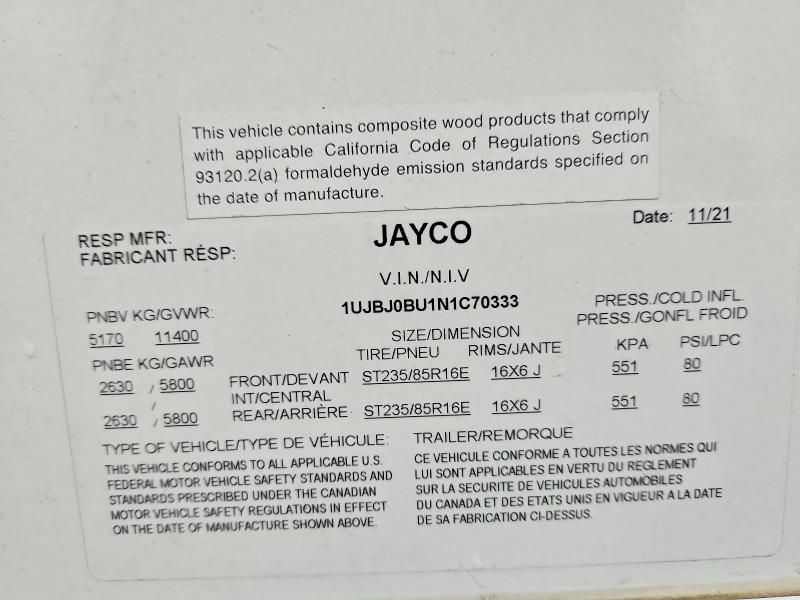 This vehicle contains composite wood products that comply
with applicable California Code of Regulations Section
93120.2(a) formaldehyde emission standards specified on
the date of manufacture.
RESP MFR: JAYCO Date: 11/21
FABRICANT RÉSP:
V.I.N./N.I.V
1UJBJ0BU1N1C70333
PNBV KG/GVWR:
5170 11400
PRESS./COLD INFL.
PRESS./GONFL FROID
SIZE/DIMENSION
TIRE/PNEU RIMS/JANTE KPA PSI/LPC
PNBE KG/GAWR
2630 / 5800 FRONT/DEVANT ST235/85R16E 16X6 J 551 80
/ INT/CENTRAL
2630 / 5800 REAR/ARRIÈRE ST235/85R16E 16X6 J 551 80
TYPE OF VEHICLE/TYPE DE VÉHICULE: TRAILER/REMORQUE
THIS VEHICLE CONFORMS TO ALL APPLICABLE U.S.
FEDERAL MOTOR VEHICLE SAFETY STANDARDS AND
STANDARDS PRESCRIBED UNDER THE CANADIAN
MOTOR VEHICLE SAFETY REGULATIONS IN EFFECT
ON THE DATE OF MANUFACTURE SHOWN ABOVE.
CE VEHICULE CONFORME A TOUTES LES NORMES QUI
LUI SONT APPLICABLES EN VERTU DU REGLEMENT
SUR LA SECURITE DE VEHICULES AUTOMOBILES
DU CANADA ET DES ETATS UNIS EN VIGUEUR A LA DATE
DE SA FABRICATION CI-DESSUS.